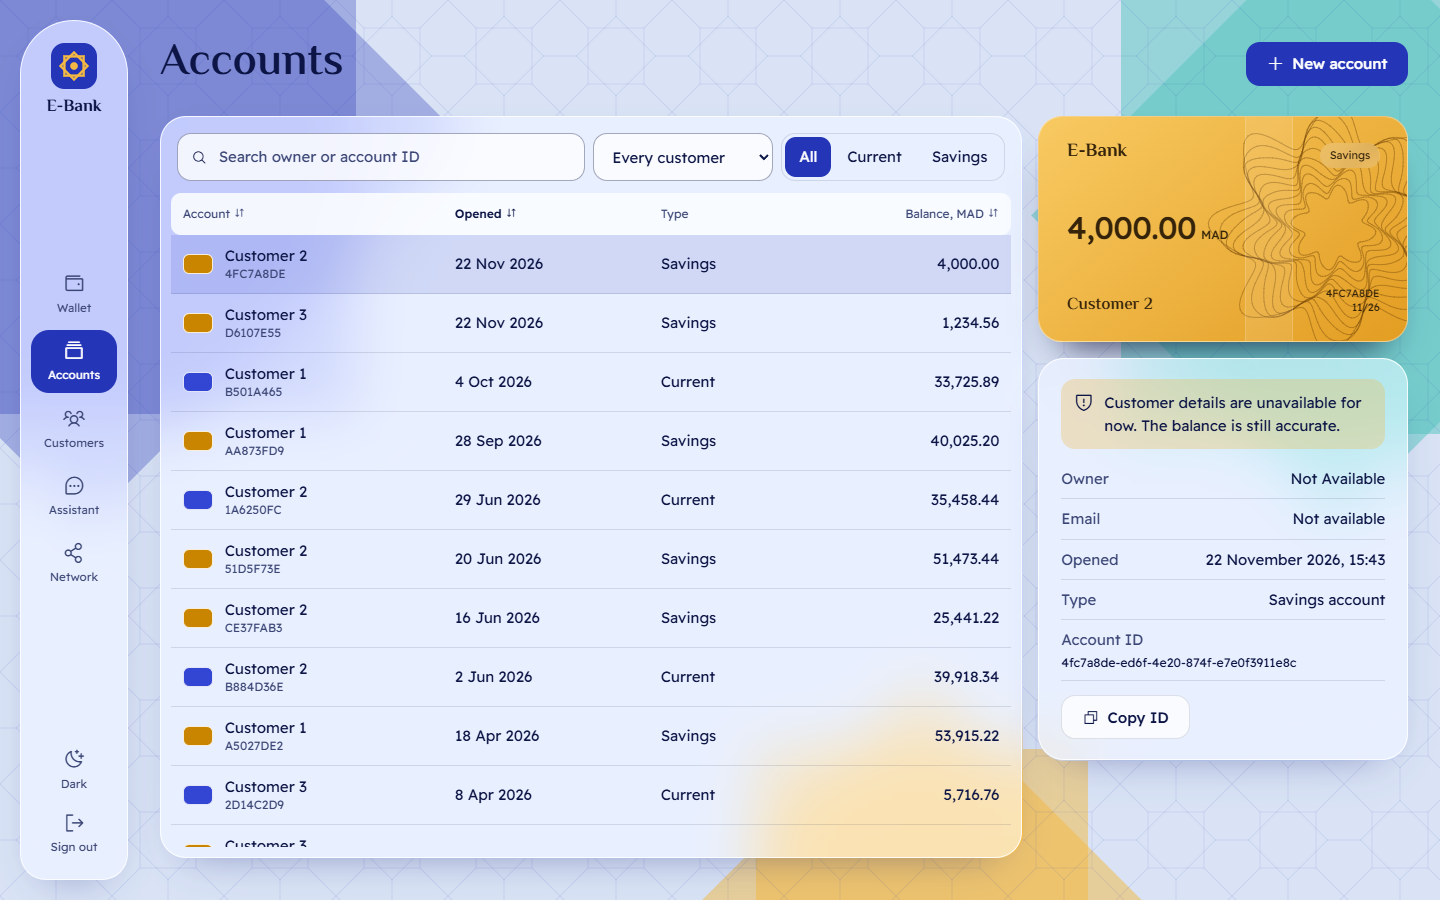 E-Bank
Wallet
Accounts
Customers
Assistant
Network
Dark
Sign out
Accounts
New account
Search owner or account ID
Every customer
All
Current
Savings
Account
Opened
Type
Balance, MAD
Customer 2
4FC7A8DE
22 Nov 2026
Savings
4,000.00
Customer 3
D6107E55
22 Nov 2026
Savings
1,234.56
Customer 1
B501A465
4 Oct 2026
Current
33,725.89
Customer 1
AA873FD9
28 Sep 2026
Savings
40,025.20
Customer 2
1A6250FC
29 Jun 2026
Current
35,458.44
Customer 2
51D5F73E
20 Jun 2026
Savings
51,473.44
Customer 2
CE37FAB3
16 Jun 2026
Savings
25,441.22
Customer 2
B884D36E
2 Jun 2026
Current
39,918.34
Customer 1
A5027DE2
18 Apr 2026
Savings
53,915.22
Customer 3
2D14C2D9
8 Apr 2026
Current
5,716.76
Customer 3
E-Bank
Savings
4,000.00 MAD
Customer 2
4FC7A8DE
11/26
Customer details are unavailable for
now. The balance is still accurate.
Owner
Not Available
Email
Not available
Opened
22 November 2026, 15:43
Type
Savings account
Account ID
4fc7a8de-ed6f-4e20-874f-e7e0f3911e8c
Copy ID